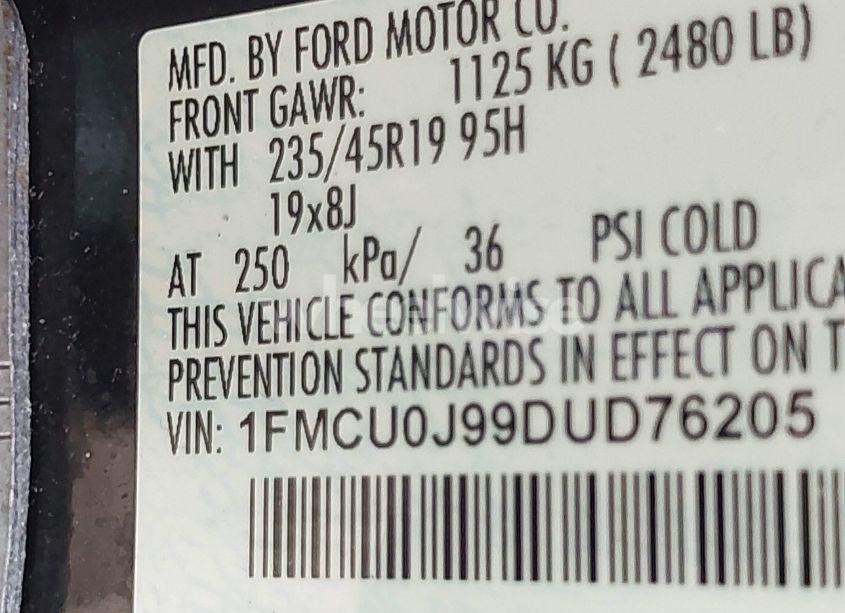 MFD. BY FORD MOTOR CO.
FRONT GAWR: 1125 KG ( 2480 LB)
WITH 235/45R19 95H
19x8J
AT 250 kPa/ 36 PSI COLD
THIS VEHICLE CONFORMS TO ALL APPLICA
PREVENTION STANDARDS IN EFFECT ON T
VIN: 1FMCU0J99DUD76205